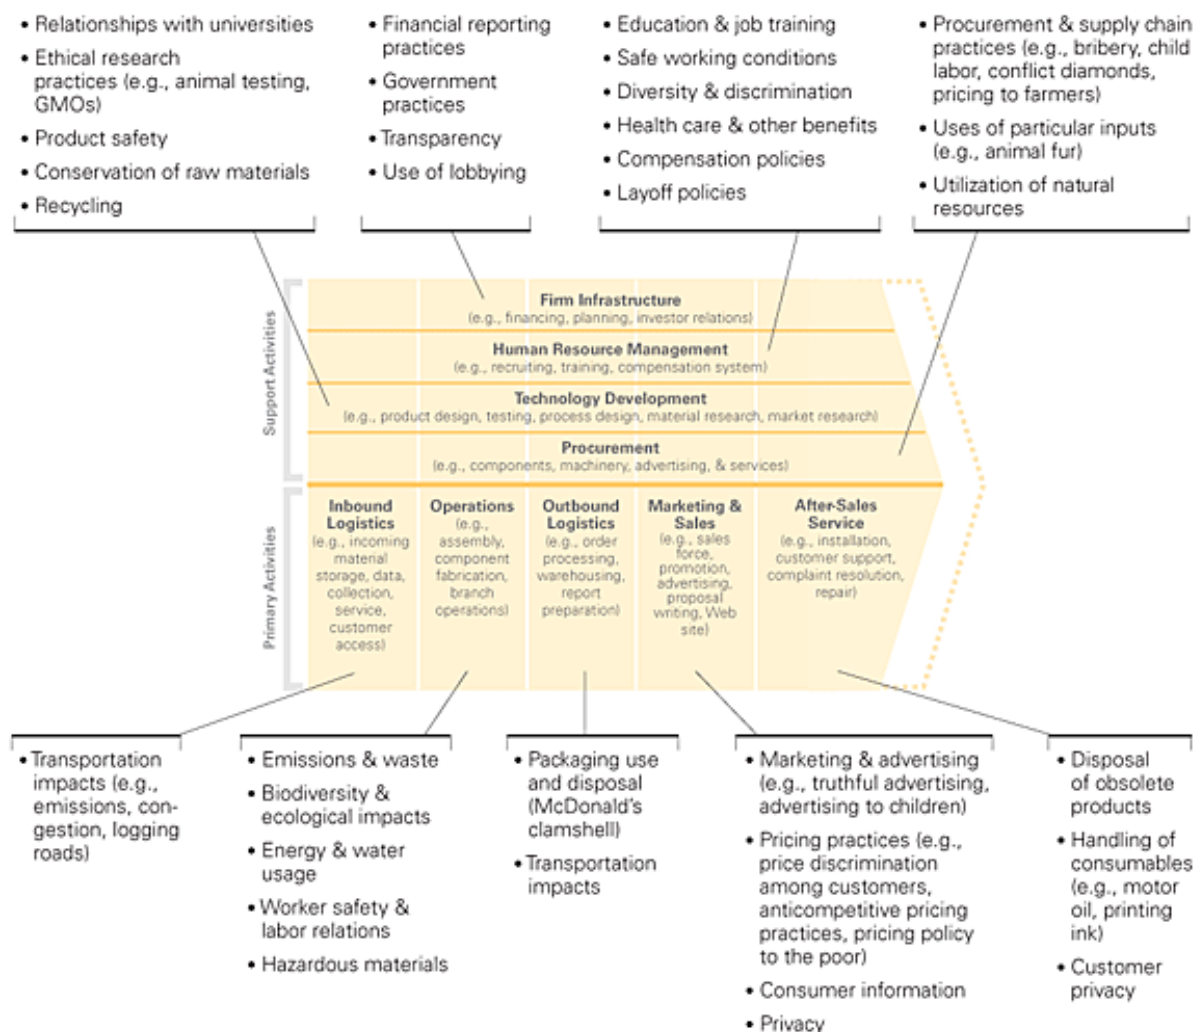 • Relationships with universities
• Ethical research
practices (e.g., animal testing,
GMOs)
• Product safety
• Conservation of raw materials
• Recycling
• Financial reporting
practices
• Government
practices
• Transparency
• Use of lobbying
• Education & job training
• Safe working conditions
• Diversity & discrimination
• Health care & other benefits
• Compensation policies
• Layoff policies
• Procurement & supply chain
practices (e.g., bribery, child
labor, conflict diamonds,
pricing to farmers)
• Uses of particular inputs
(e.g., animal fur)
• Utilization of natural
resources
Support Activities
Firm Infrastructure
(e.g., financing, planning, investor relations)
Human Resource Management
(e.g., recruiting, training, compensation system)
Technology Development
(e.g., product design, testing, process design, material research, market research)
Procurement
(e.g., components, machinery, advertising, & services)
Primary Activities
Inbound
Logistics
(e.g., incoming
material
storage, data,
collection,
service,
customer
access)
Operations
(e.g.,
assembly,
component
fabrication,
branch
operations)
Outbound
Logistics
(e.g., order
processing,
warehousing,
report
preparation)
Marketing &
Sales
(e.g., sales
force,
promotion,
advertising,
proposal
writing, Web
site)
After-Sales
Service
(e.g., installation,
customer support,
complaint resolution,
repair)
• Transportation
impacts (e.g.,
emissions, con-
gestion, logging
roads)
• Emissions & waste
• Biodiversity &
ecological impacts
• Energy & water
usage
• Worker safety &
labor relations
• Hazardous materials
• Packaging use
and disposal
(McDonald's
clamshell)
• Transportation
impacts
• Marketing & advertising
(e.g., truthful advertising,
advertising to children)
• Pricing practices (e.g.,
price discrimination
among customers,
anticompetitive pricing
practices, pricing policy
to the poor)
• Consumer information
• Privacy
• Disposal
of obsolete
products
• Handling of
consumables
(e.g., motor
oil, printing
ink)
• Customer
privacy